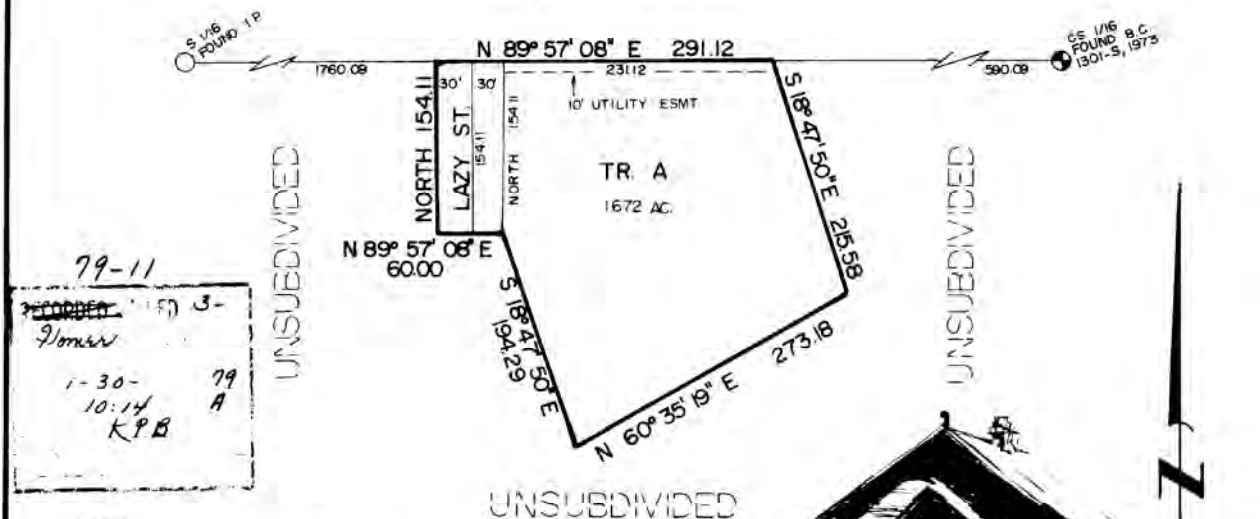 S 1/16
FOUND I P
1760.09
N 89° 57' 08" E 291.12
231.12
590.09
CS 1/16
FOUND B.C.
1301-S, 1973
30' 30'
10' UTILITY ESMT
NORTH 154.11
LAZY ST.
154.11
NORTH 154.11
TR. A
1.672 AC.
S 18° 47' 50" E 215.58
UNSUBDIVIDED
UNSUBDIVIDED
N 89° 57' 08" E
60.00
S 18° 47' 50" E
194.29
273.18
N 60° 35' 19" E
79-11
RECORDED 3-
Homer
1-30- 79
10:14 A
KPB
UNSUBDIVIDED